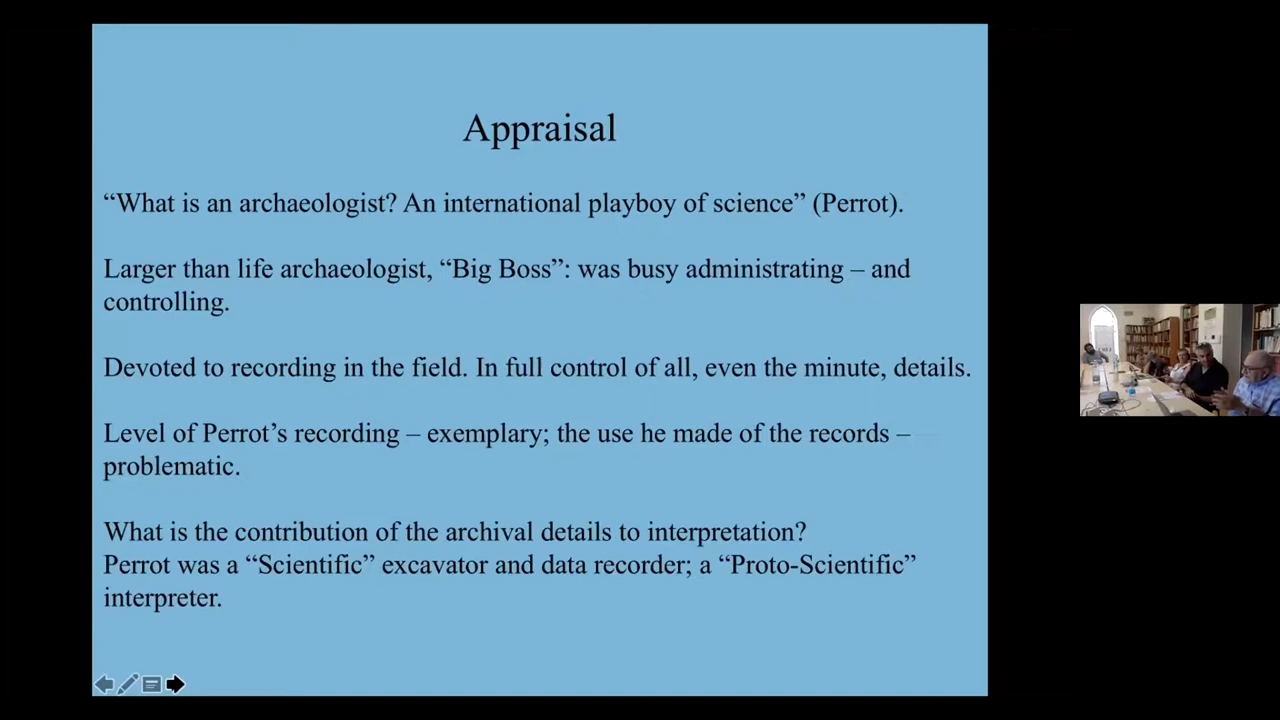 Appraisal
“What is an archaeologist? An international playboy of science” (Perrot).
Larger than life archaeologist, “Big Boss”: was busy administrating – and
controlling.
Devoted to recording in the field. In full control of all, even the minute, details.
Level of Perrot’s recording – exemplary; the use he made of the records –
problematic.
What is the contribution of the archival details to interpretation?
Perrot was a “Scientific” excavator and data recorder; a “Proto-Scientific”
interpreter.